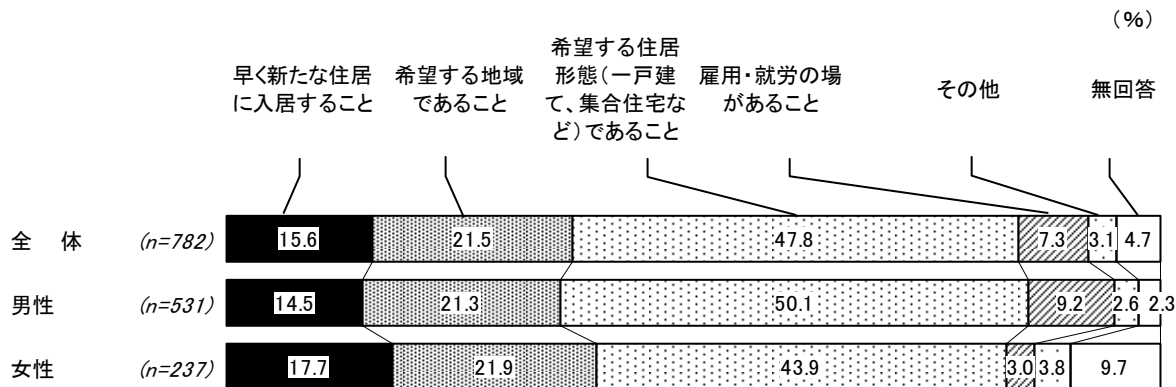 (%)
早く新たな住居
に入居すること
希望する地域
であること
希望する住居
形態(一戸建
て、集合住宅な
ど)であること
雇用・就労の場
があること
その他
無回答
全 体 (n=782) 15.6 21.5 47.8 7.3 3.1 4.7
男性 (n=531) 14.5 21.3 50.1 9.2 2.6 2.3
女性 (n=237) 17.7 21.9 43.9 3.0 3.8 9.7